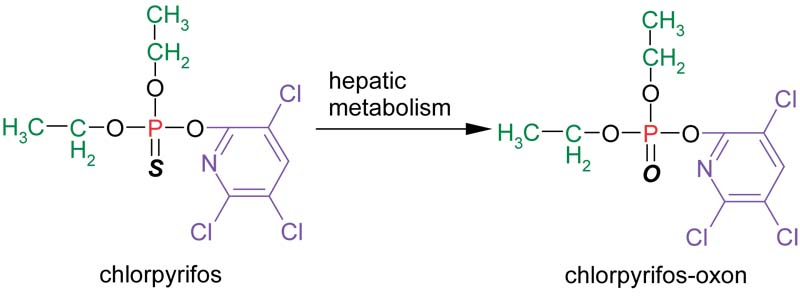 CH3
CH2
O
H3C C O P O
H2
S
N
Cl
Cl
Cl
chlorpyrifos
hepatic
metabolism
CH3
CH2
O
H3C C O P O
H2
O
N
Cl
Cl
Cl
chlorpyrifos-oxon